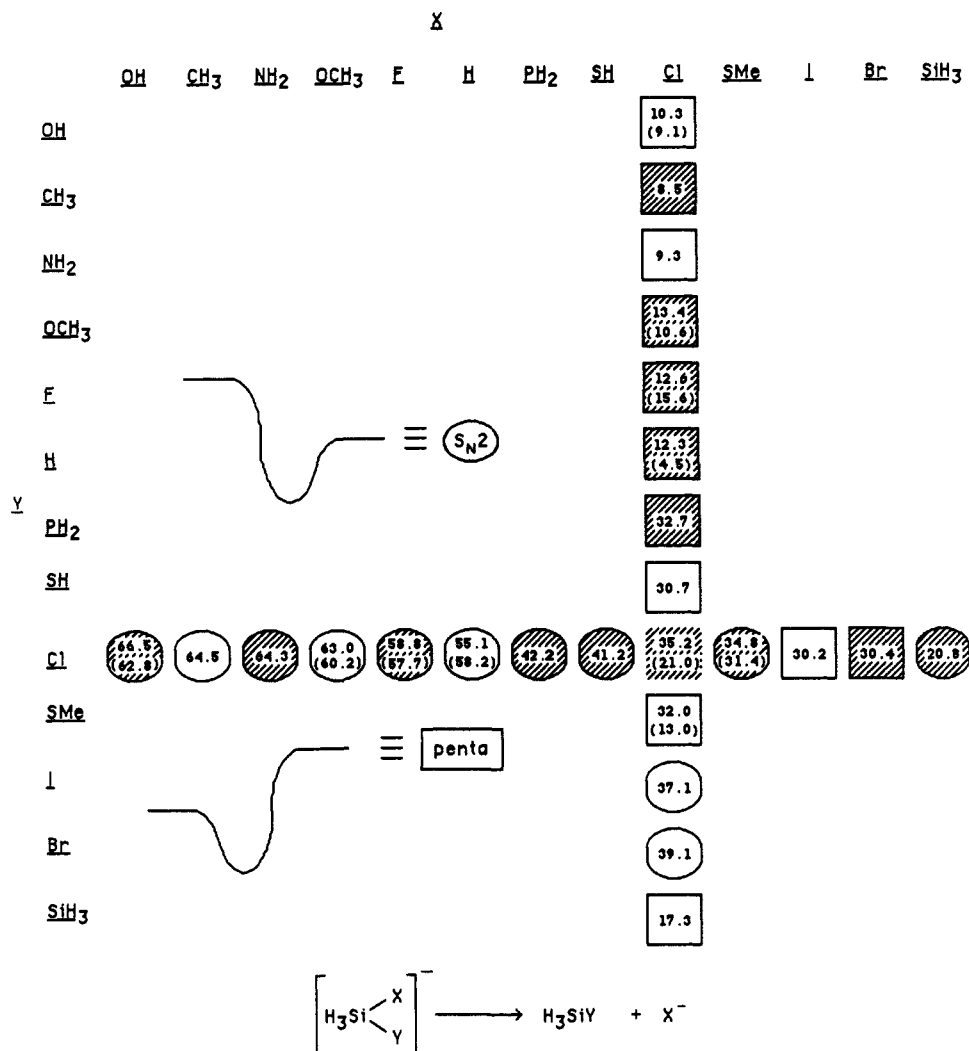 X
OH CH3 NH2 OCH3 F H PH2 SH Cl SMe I Br SiH3
OH 10.3
(9.1)
CH3 8.5
NH2 9.3
OCH3 13.4
(10.6)
F 12.6
(15.6)
SN2
H 12.3
(4.5)
Y
PH2 32.7
SH 30.7
Cl 66.5 64.5 64.3 63.0 58.8 55.1 42.2 41.2 35.2 34.8 30.2 30.4 20.8
(62.8) (60.2) (57.7) (58.2) (21.0) (31.4)
SMe 32.0
(13.0)
penta
I 37.1
Br 39.1
SiH3 17.3
[H3Si X Y]− → H3SiY + X−